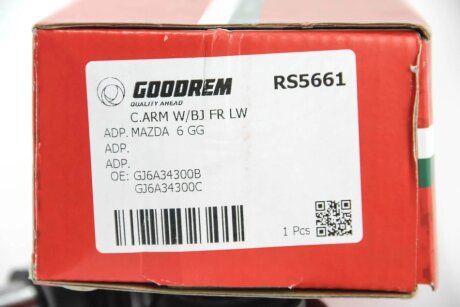 GOODREM
QUALITY AHEAD
RS5661
C.ARM W/BJ FR LW
ADP. MAZDA 6 GG
ADP.
ADP.
OE: GJ6A34300B
GJ6A34300C
1 Pcs